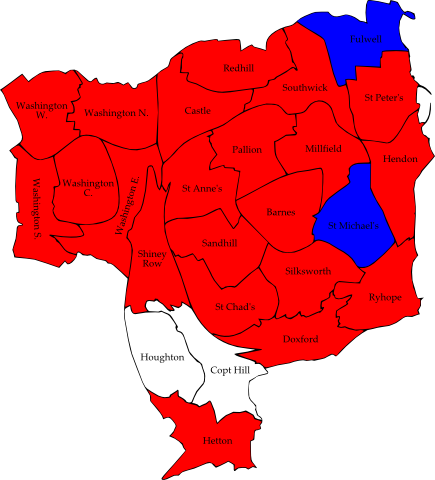 Fulwell
Redhill
Southwick
St Peter's
Washington
W.
Washington N.
Castle
Pallion
Millfield
Hendon
Washington S.
Washington
C.
Washington E.
St Anne's
Barnes
St Michael's
Shiney
Row
Sandhill
Silksworth
Ryhope
St Chad's
Doxford
Houghton
Copt Hill
Hetton